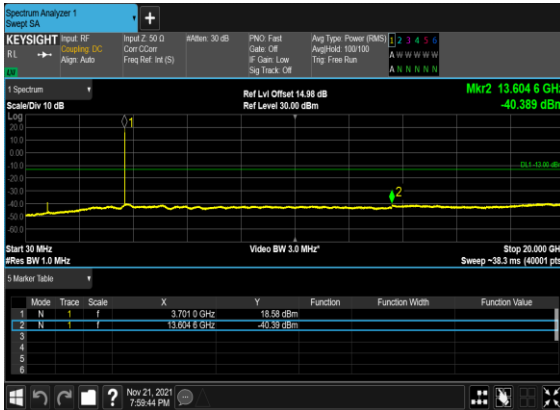 Spectrum Analyzer 1
Swept SA
+
KEYSIGHT Input: RF Input Z: 50 Ω #Atten: 30 dB PNO: Fast Avg Type: Power (RMS) 1 2 3 4 5 6
RL Coupling: DC Corr CCorr Gate: Off Avg|Hold: 100/100 A W W W W W
Align: Auto Freq Ref: Int (S) IF Gain: Low Trig: Free Run
Sig Track: Off A N N N N N
1 Spectrum Ref Lvl Offset 14.98 dB Mkr2 13.604 6 GHz
Scale/Div 10 dB Ref Level 30.00 dBm -40.389 dBm
Log
20.0 1
10.0
0.00
-10.0 DL1 -13.00 dBm
-20.0
-30.0
-40.0 2
-50.0
-60.0
Start 30 MHz Video BW 3.0 MHz* Stop 20.000 GHz
#Res BW 1.0 MHz Sweep ~38.3 ms (40001 pts)
5 Marker Table
Mode Trace Scale X Y Function Function Width Function Value
1 N 1 f 3.701 0 GHz 18.58 dBm
2 N 1 f 13.604 6 GHz -40.39 dBm
3
4
5
6
? Nov 21, 2021
7:59:44 PM